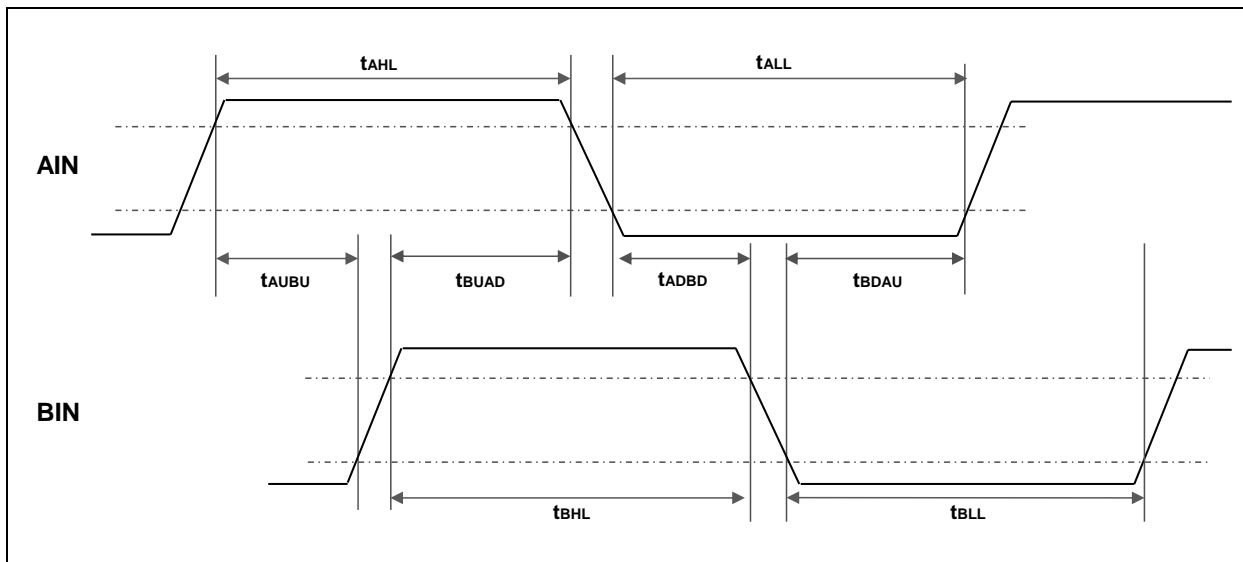 tAHL
tALL
AIN
tAUBU
tBUAD
tADBD
tBDAU
BIN
tBHL
tBLL